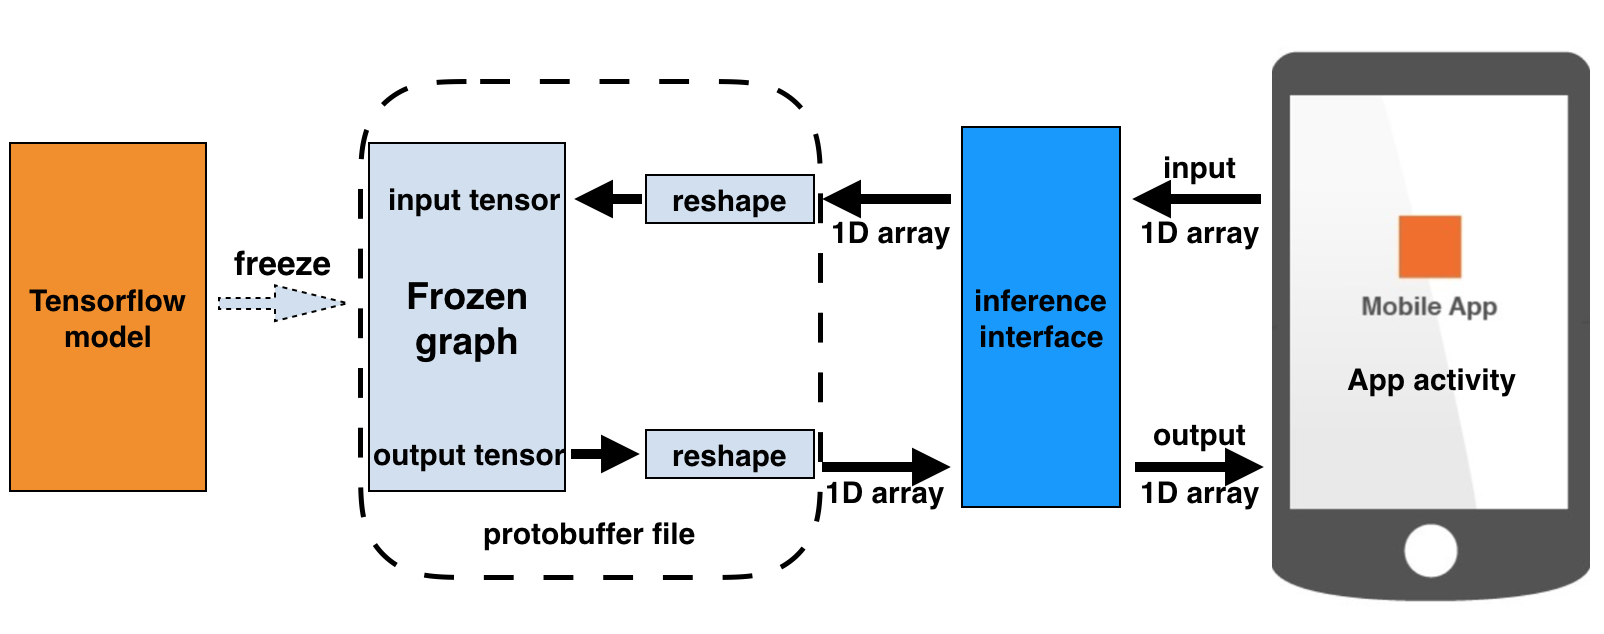 Tensorflow
model
freeze
input tensor
Frozen
graph
output tensor
reshape
reshape
protobuffer file
1D array
1D array
inference
interface
input
1D array
output
1D array
Mobile App
App activity